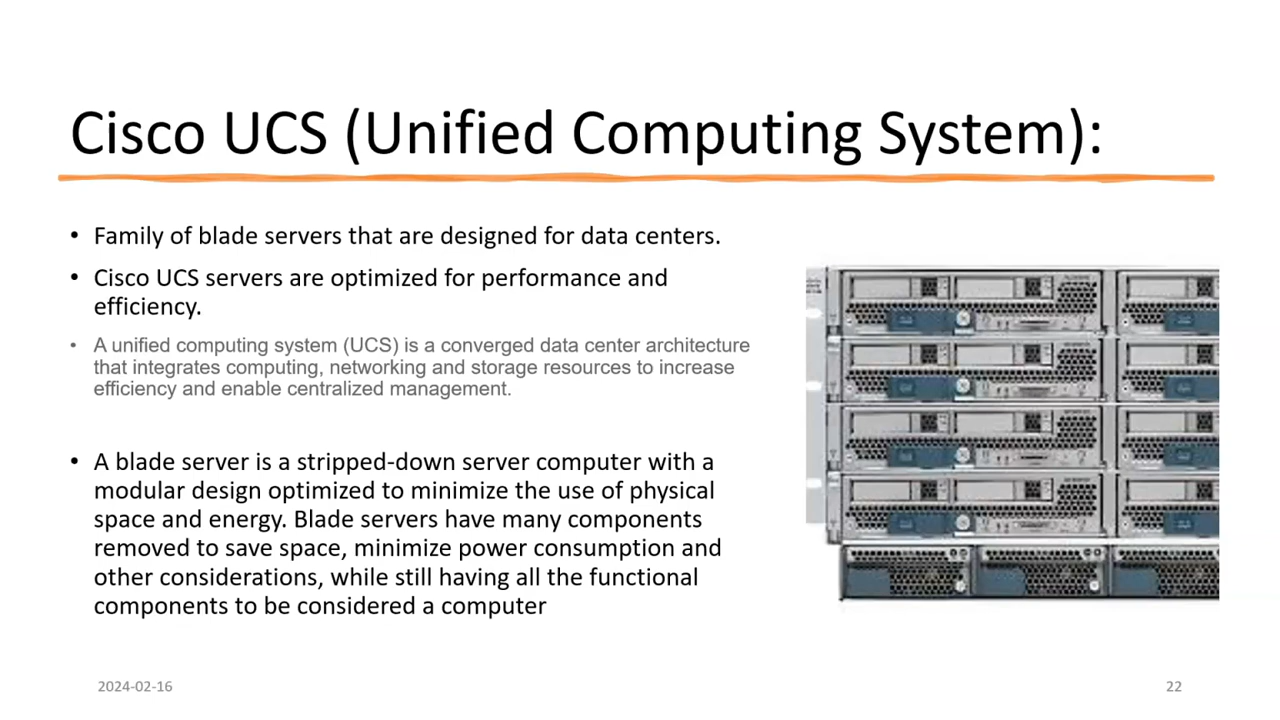 Cisco UCS (Unified Computing System):
• Family of blade servers that are designed for data centers.
• Cisco UCS servers are optimized for performance and
efficiency.
• A unified computing system (UCS) is a converged data center architecture
that integrates computing, networking and storage resources to increase
efficiency and enable centralized management.
• A blade server is a stripped-down server computer with a
modular design optimized to minimize the use of physical
space and energy. Blade servers have many components
removed to save space, minimize power consumption and
other considerations, while still having all the functional
components to be considered a computer
2024-02-16
22